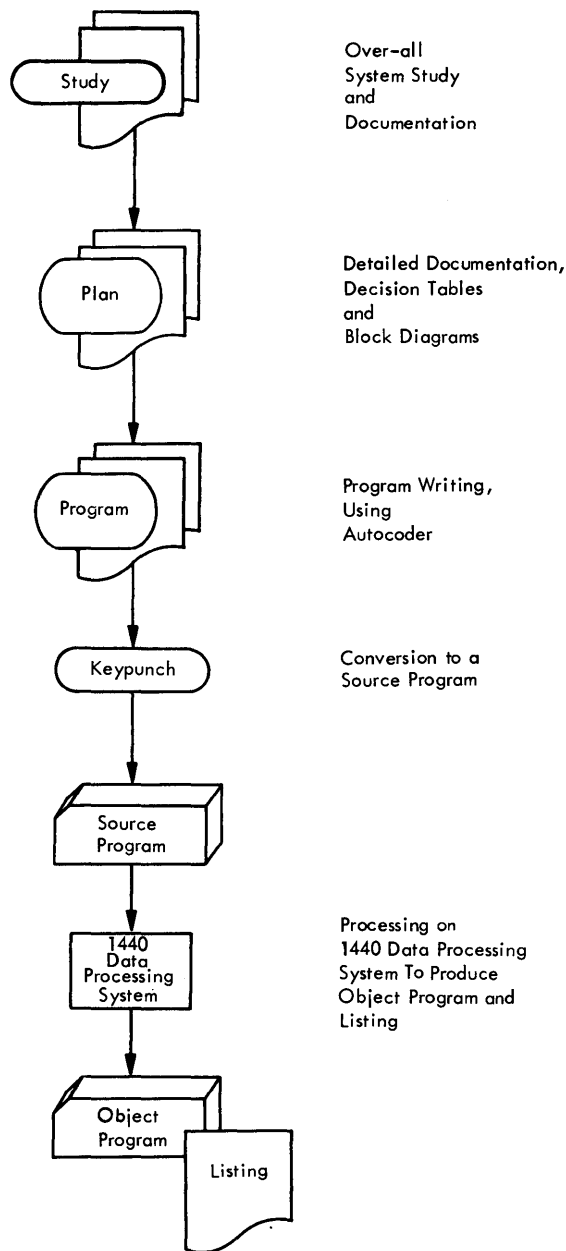 Study
Over-all
System Study
and
Documentation
Plan
Detailed Documentation,
Decision Tables
and
Block Diagrams
Program
Program Writing,
Using
Autocoder
Keypunch
Conversion to a
Source Program
Source
Program
1440
Data
Processing
System
Processing on
1440 Data Processing
System To Produce
Object Program and
Listing
Object
Program
Listing